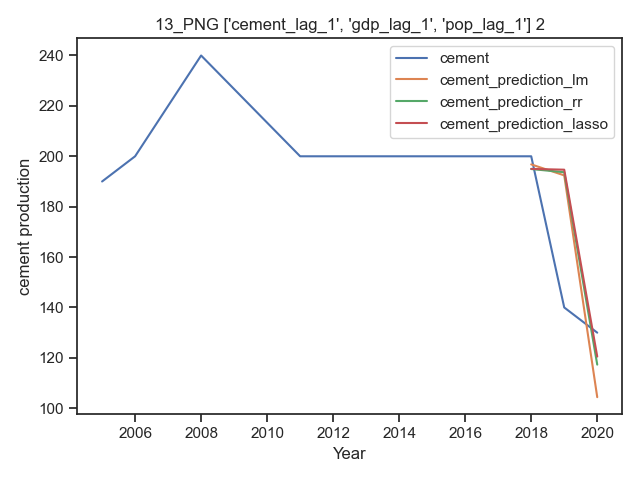 13_PNG ['cement_lag_1', 'gdp_lag_1', 'pop_lag_1'] 2
cement
cement_prediction_lm
cement_prediction_rr
cement_prediction_lasso
cement production
240
220
200
180
160
140
120
100
2006 2008 2010 2012 2014 2016 2018 2020
Year